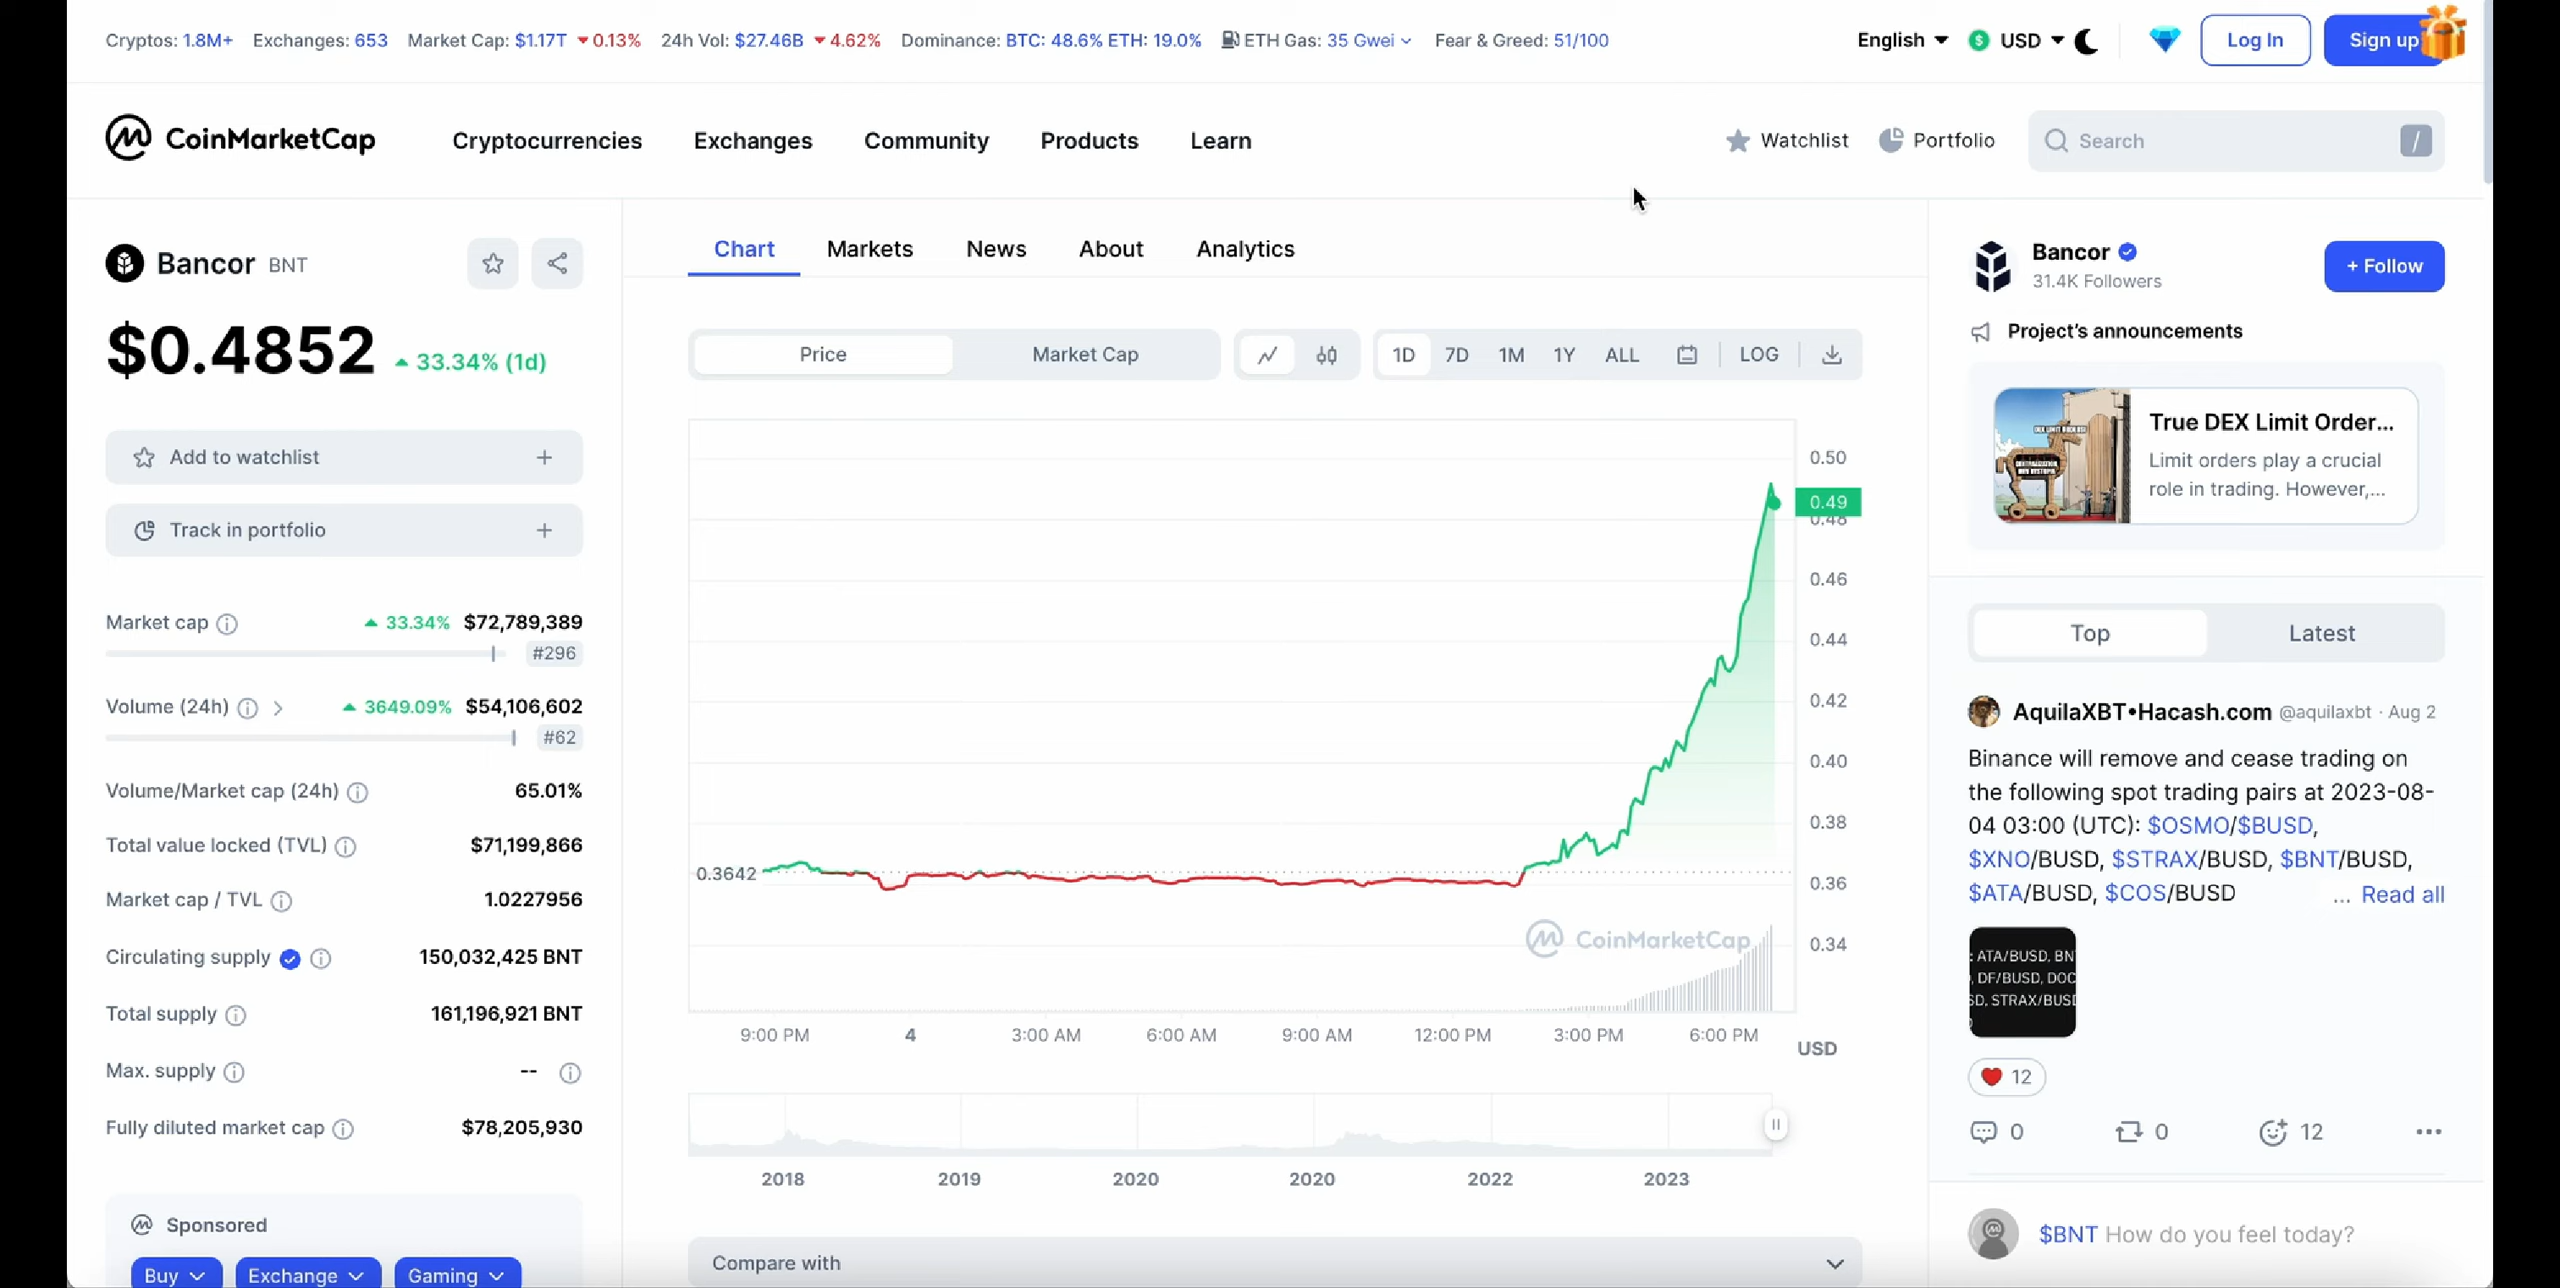 Cryptos: 1.8M+ Exchanges: 653 Market Cap: $1.17T 0.13% 24h Vol: $27.46B 4.62% Dominance: BTC: 48.6% ETH: 19.0% ETH Gas: 35 Gwei Fear & Greed: 51/100 English USD Log In Sign up
CoinMarketCap Cryptocurrencies Exchanges Community Products Learn Watchlist Portfolio Search /
Bancor BNT
$0.4852 33.34% (1d)
Add to watchlist +
Track in portfolio +
Market cap 33.34% $72,789,389
#296
Volume (24h) 3649.09% $54,106,602
#62
Volume/Market cap (24h) 65.01%
Total value locked (TVL) $71,199,866
Market cap / TVL 1.0227956
Circulating supply 150,032,425 BNT
Total supply 161,196,921 BNT
Max. supply --
Fully diluted market cap $78,205,930
Sponsored
Buy Exchange Gaming
Chart Markets News About Analytics
Price Market Cap 1D 7D 1M 1Y ALL LOG
0.50
0.49
0.48
0.46
0.44
0.42
0.40
0.38
0.3642
0.36
CoinMarketCap
0.34
9:00 PM 4 3:00 AM 6:00 AM 9:00 AM 12:00 PM 3:00 PM 6:00 PM
USD
2018 2019 2020 2020 2022 2023
Compare with
Bancor
31.4K Followers
+ Follow
Project's announcements
True DEX Limit Order...
Limit orders play a crucial
role in trading. However,...
Top Latest
AquilaXBT•Hacash.com @aquilaxbt · Aug 2
Binance will remove and cease trading on
the following spot trading pairs at 2023-08-
04 03:00 (UTC): $OSMO/$BUSD,
$XNO/BUSD, $STRAX/BUSD, $BNT/BUSD,
$ATA/BUSD, $COS/BUSD ... Read all
: ATA/BUSD, BN
, DF/BUSD, DOC
SD, STRAX/BUSD
12
0 0 12
$BNT How do you feel today?